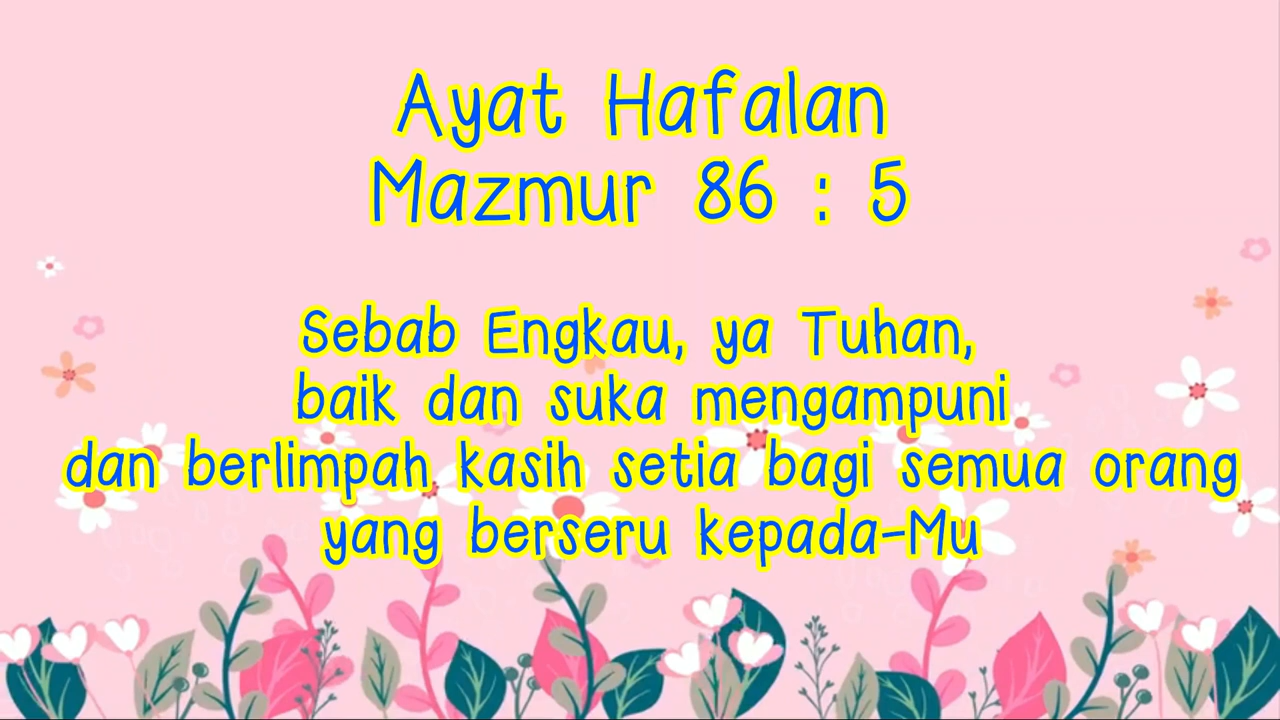 Ayat Hafalan
Mazmur 86 : 5
Sebab Engkau, ya Tuhan,
baik dan suka mengampuni
dan berlimpah kasih setia bagi semua orang
yang berseru kepada-Mu